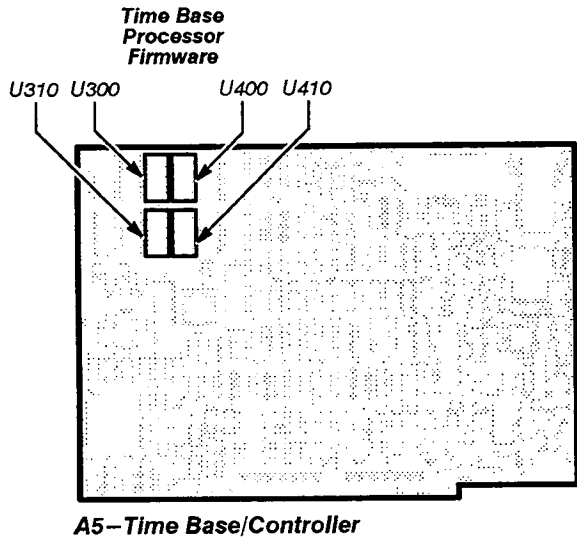 Time Base
Processor
Firmware
U310 U300 U400 U410
A5–Time Base/Controller